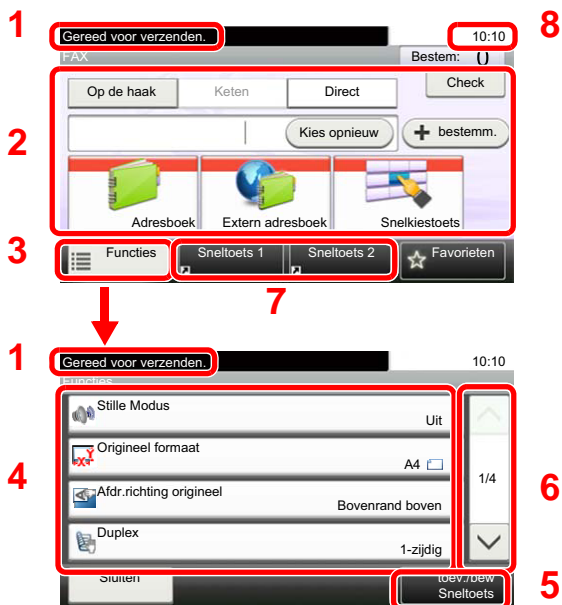 1
Gereed voor verzenden.
10:10
8
FAX
Bestem:
()
Op de haak
Keten
Direct
Check
2
Kies opnieuw
+ bestemm.
Adresboek
Extern adresboek
Snelkiestoets
3
Functies
Sneltoets 1
Sneltoets 2
Favorieten
7
1
Gereed voor verzenden.
10:10
Functies
4
Stille Modus
Uit
Origineel formaat
A4
1/4
6
Afdr.richting origineel
Bovenrand boven
Duplex
1-zijdig
Sluiten
toev./bew
Sneltoets
5